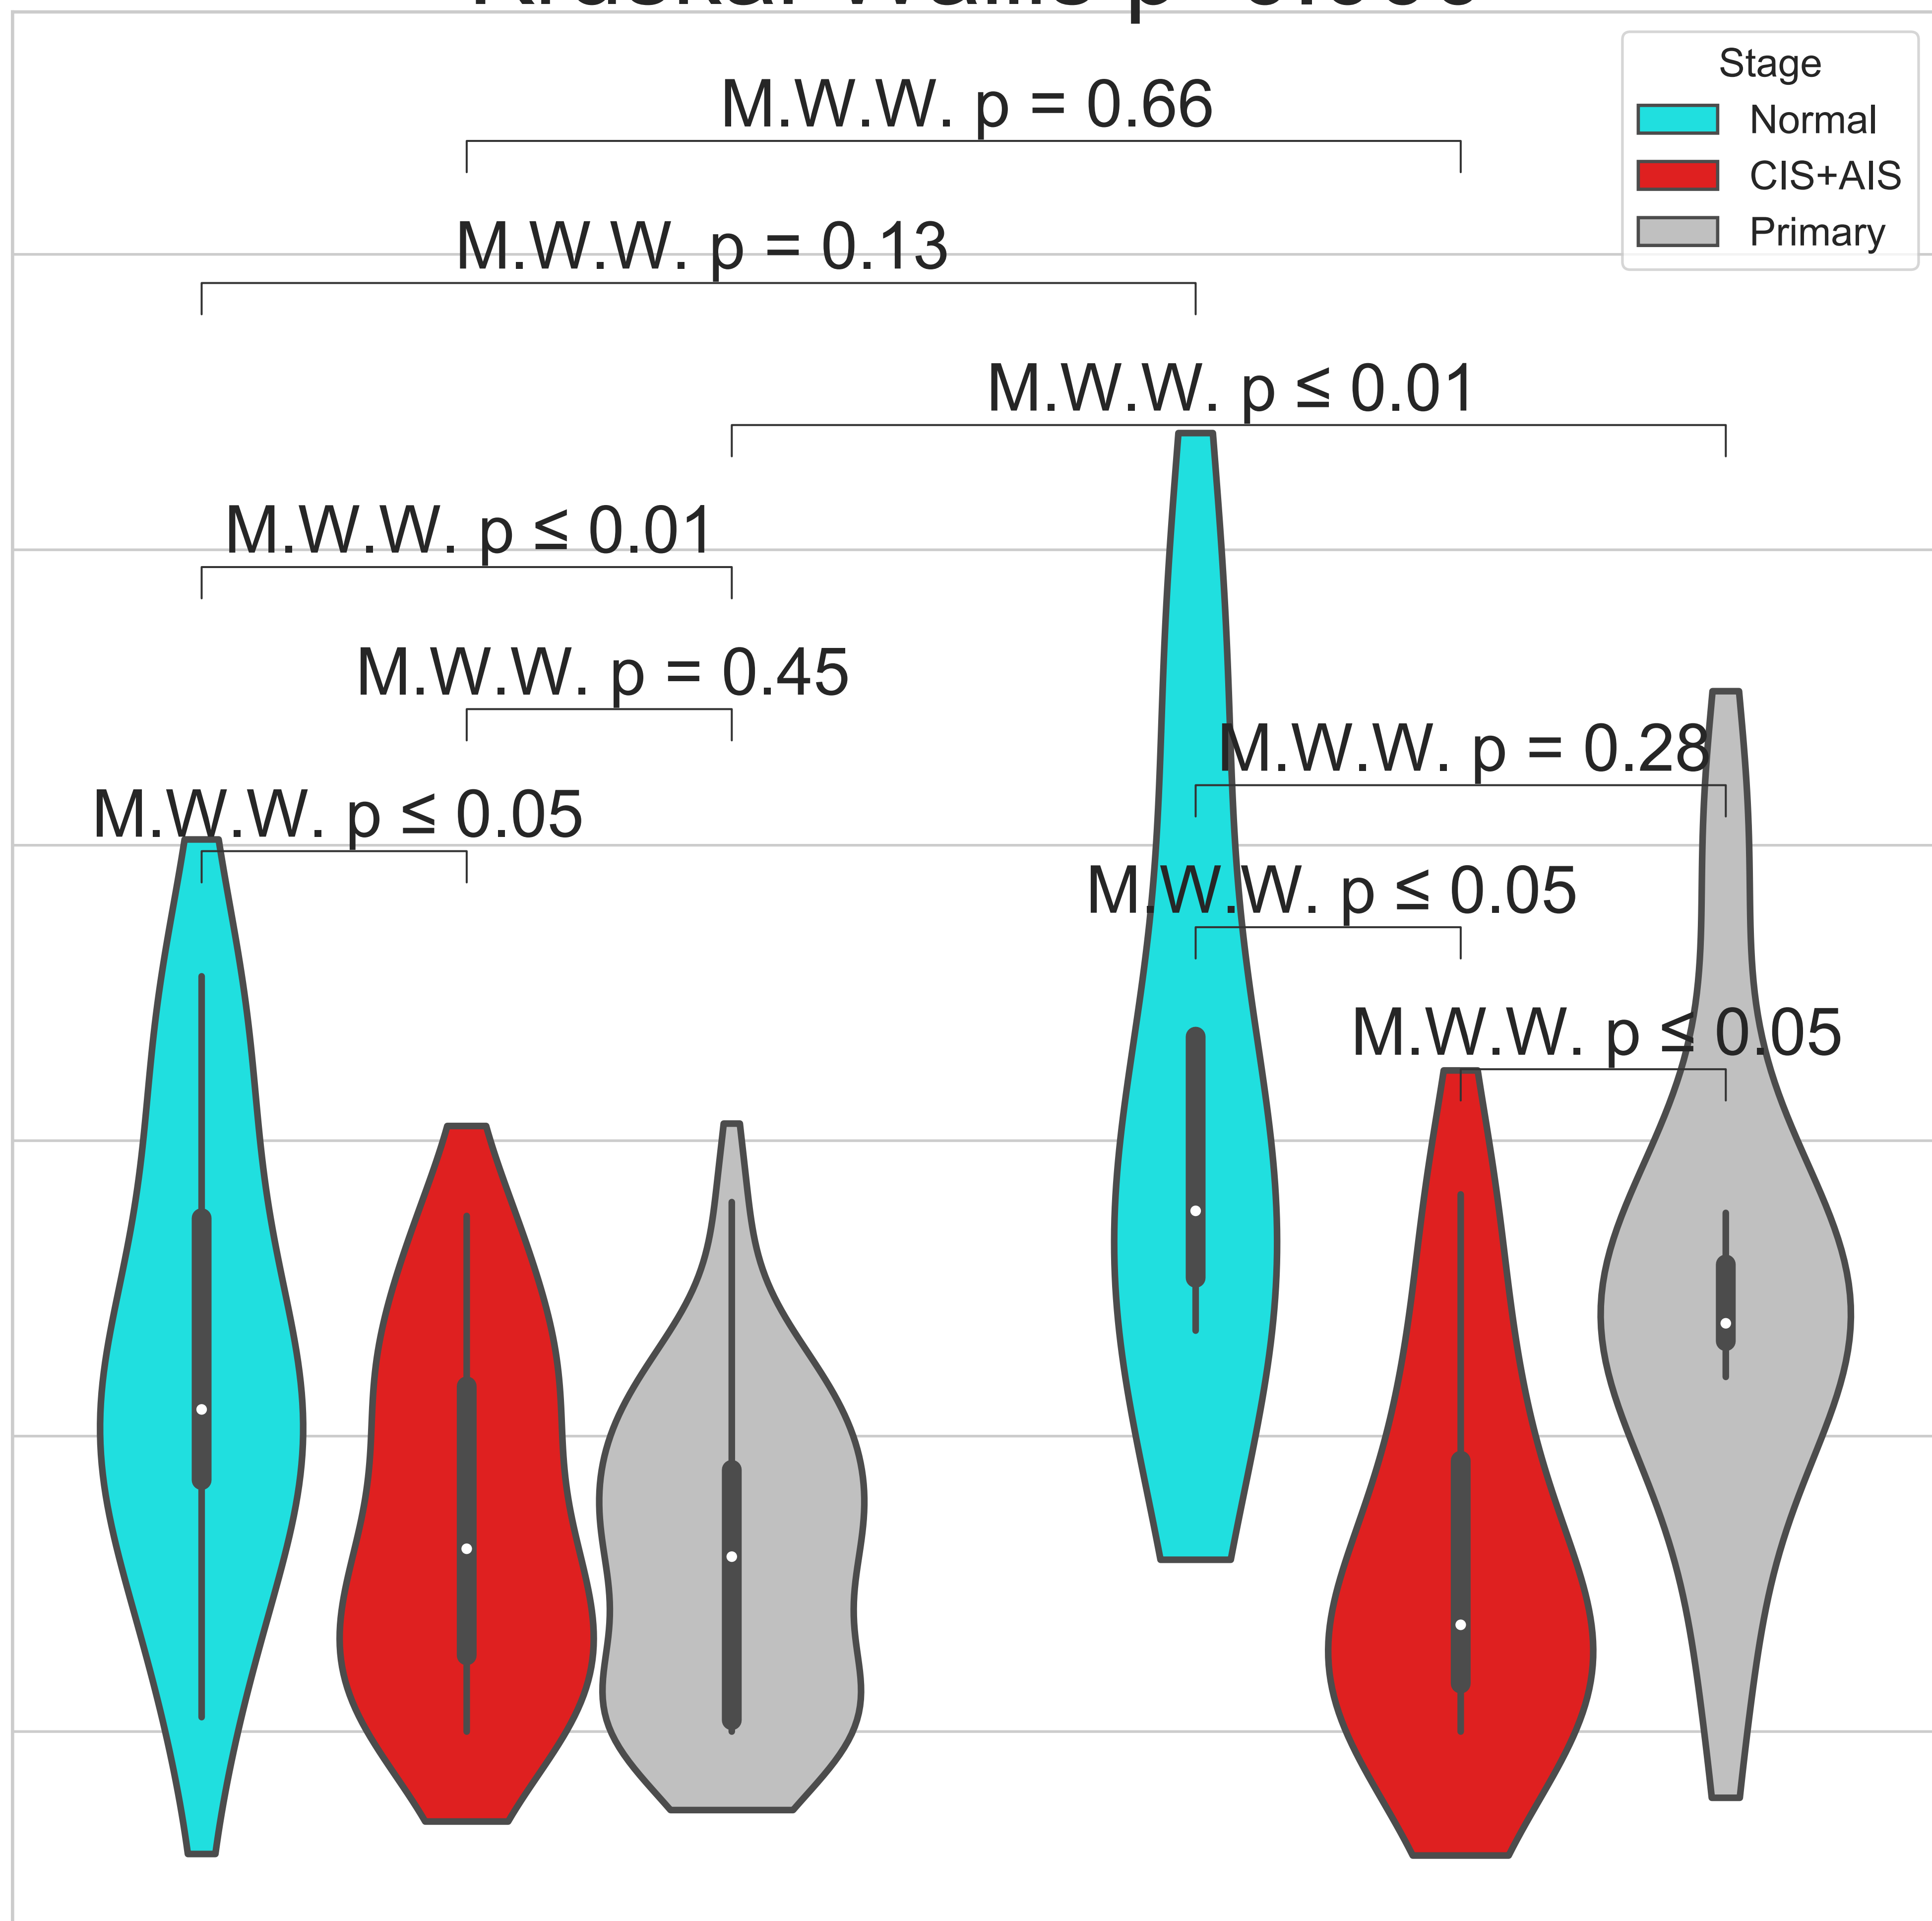 Stage
Normal
CIS+AIS
Primary
M.W.W. p = 0.66
M.W.W. p = 0.13
M.W.W. p ≤ 0.01
M.W.W. p ≤ 0.01
M.W.W. p = 0.45
M.W.W. p = 0.28
M.W.W. p ≤ 0.05
M.W.W. p ≤ 0.05
M.W.W. p ≤ 0.05